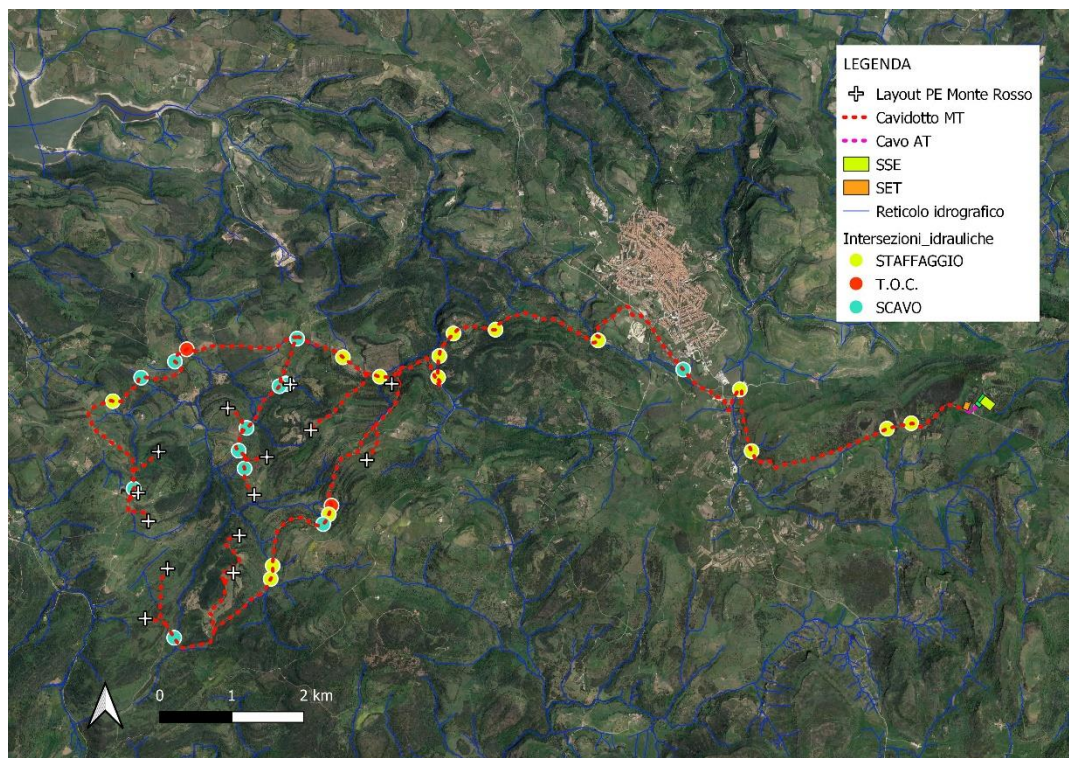 LEGENDA
Layout PE Monte Rosso
Cavidotto MT
Cavo AT
SSE
SET
Reticolo idrografico
Intersezioni_idrauliche
STAFFAGGIO
T.O.C.
SCAVO
0 1 2 km